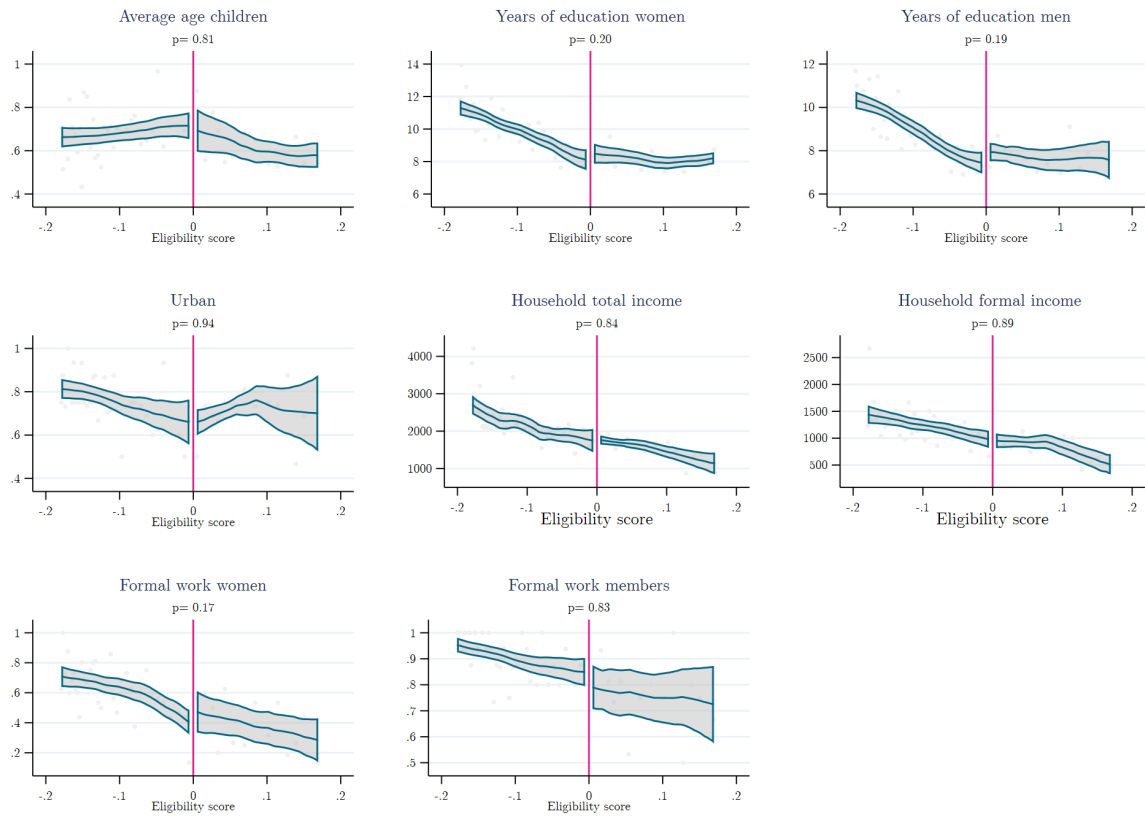 Average age children
p= 0.81
1
.8
.6
.4
-.2 -.1 0 .1 .2
Eligibility score
Years of education women
p= 0.20
14
12
10
8
6
-.2 -.1 0 .1 .2
Eligibility score
Years of education men
p= 0.19
12
10
8
6
-.2 -.1 0 .1 .2
Eligibility score
Urban
p= 0.94
1
.8
.6
.4
-.2 -.1 0 .1 .2
Eligibility score
Household total income
p= 0.84
4000
3000
2000
1000
-.2 -.1 0 .1 .2
Eligibility score
Household formal income
p= 0.89
2500
2000
1500
1000
500
-.2 -.1 0 .1 .2
Eligibility score
Formal work women
p= 0.17
1
.8
.6
.4
.2
-.2 -.1 0 .1 .2
Eligibility score
Formal work members
p= 0.83
1
.9
.8
.7
.6
.5
-.2 -.1 0 .1 .2
Eligibility score